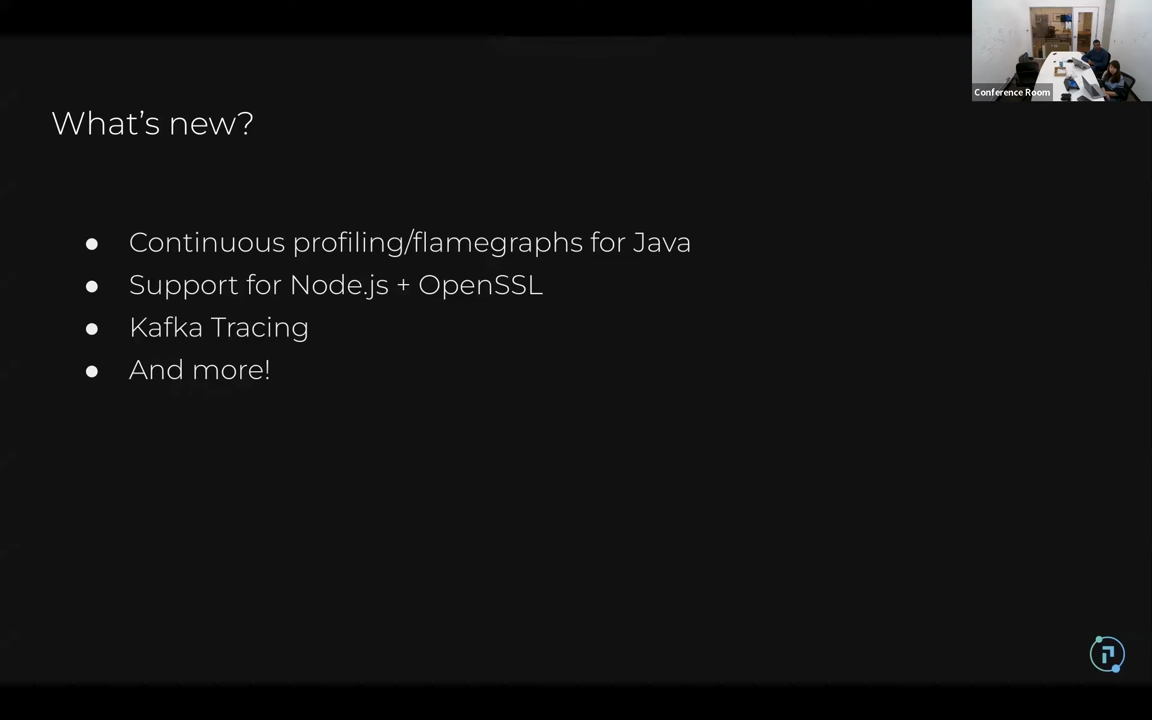 Conference Room
What's new?
● Continuous profiling/flamegraphs for Java
● Support for Node.js + OpenSSL
● Kafka Tracing
● And more!